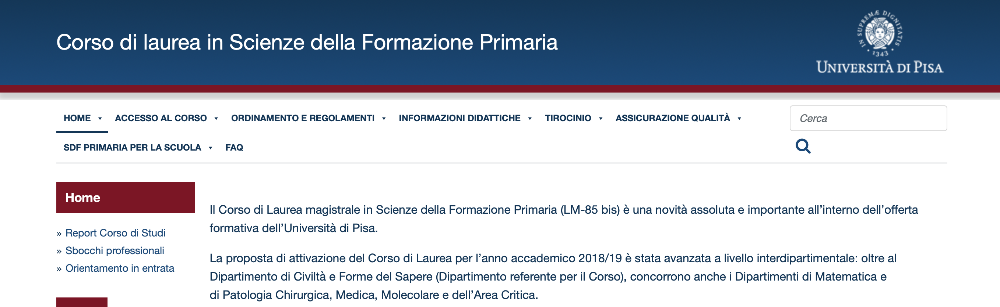 Corso di laurea in Scienze della Formazione Primaria
IN SUPREMÆ DIGNITATIS
· 1343 ·
UNIVERSITÀ DI PISA
HOME
ACCESSO AL CORSO
ORDINAMENTO E REGOLAMENTI
INFORMAZIONI DIDATTICHE
TIROCINIO
ASSICURAZIONE QUALITÀ
Cerca
SDF PRIMARIA PER LA SCUOLA
FAQ
Home
» Report Corso di Studi
» Sbocchi professionali
» Orientamento in entrata
Il Corso di Laurea magistrale in Scienze della Formazione Primaria (LM-85 bis) è una novità assoluta e importante all’interno dell’offerta
formativa dell’Università di Pisa.
La proposta di attivazione del Corso di Laurea per l’anno accademico 2018/19 è stata avanzata a livello interdipartimentale: oltre al
Dipartimento di Civiltà e Forme del Sapere (Dipartimento referente per il Corso), concorrono anche i Dipartimenti di Matematica e
di Patologia Chirurgica, Medica, Molecolare e dell’Area Critica.